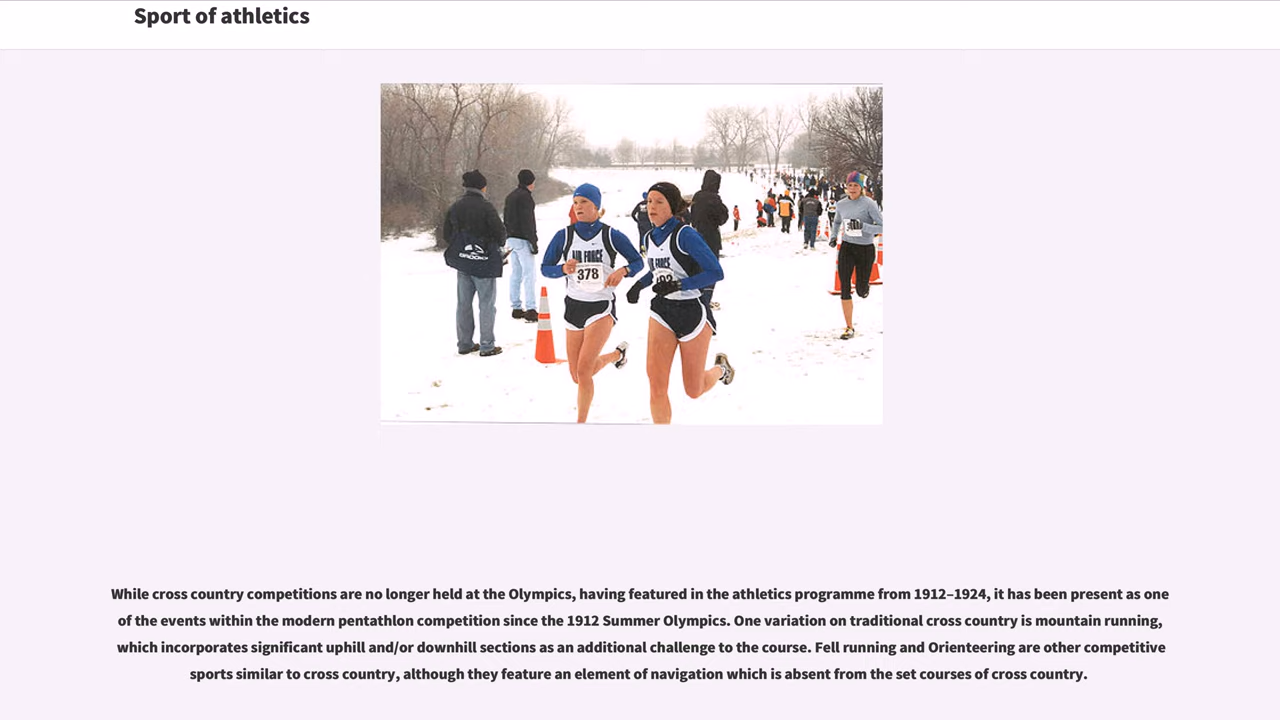 Sport of athletics
BROOKS
AIR FORCE
378
AIR FORCE
While cross country competitions are no longer held at the Olympics, having featured in the athletics programme from 1912–1924, it has been present as one
of the events within the modern pentathlon competition since the 1912 Summer Olympics. One variation on traditional cross country is mountain running,
which incorporates significant uphill and/or downhill sections as an additional challenge to the course. Fell running and Orienteering are other competitive
sports similar to cross country, although they feature an element of navigation which is absent from the set courses of cross country.